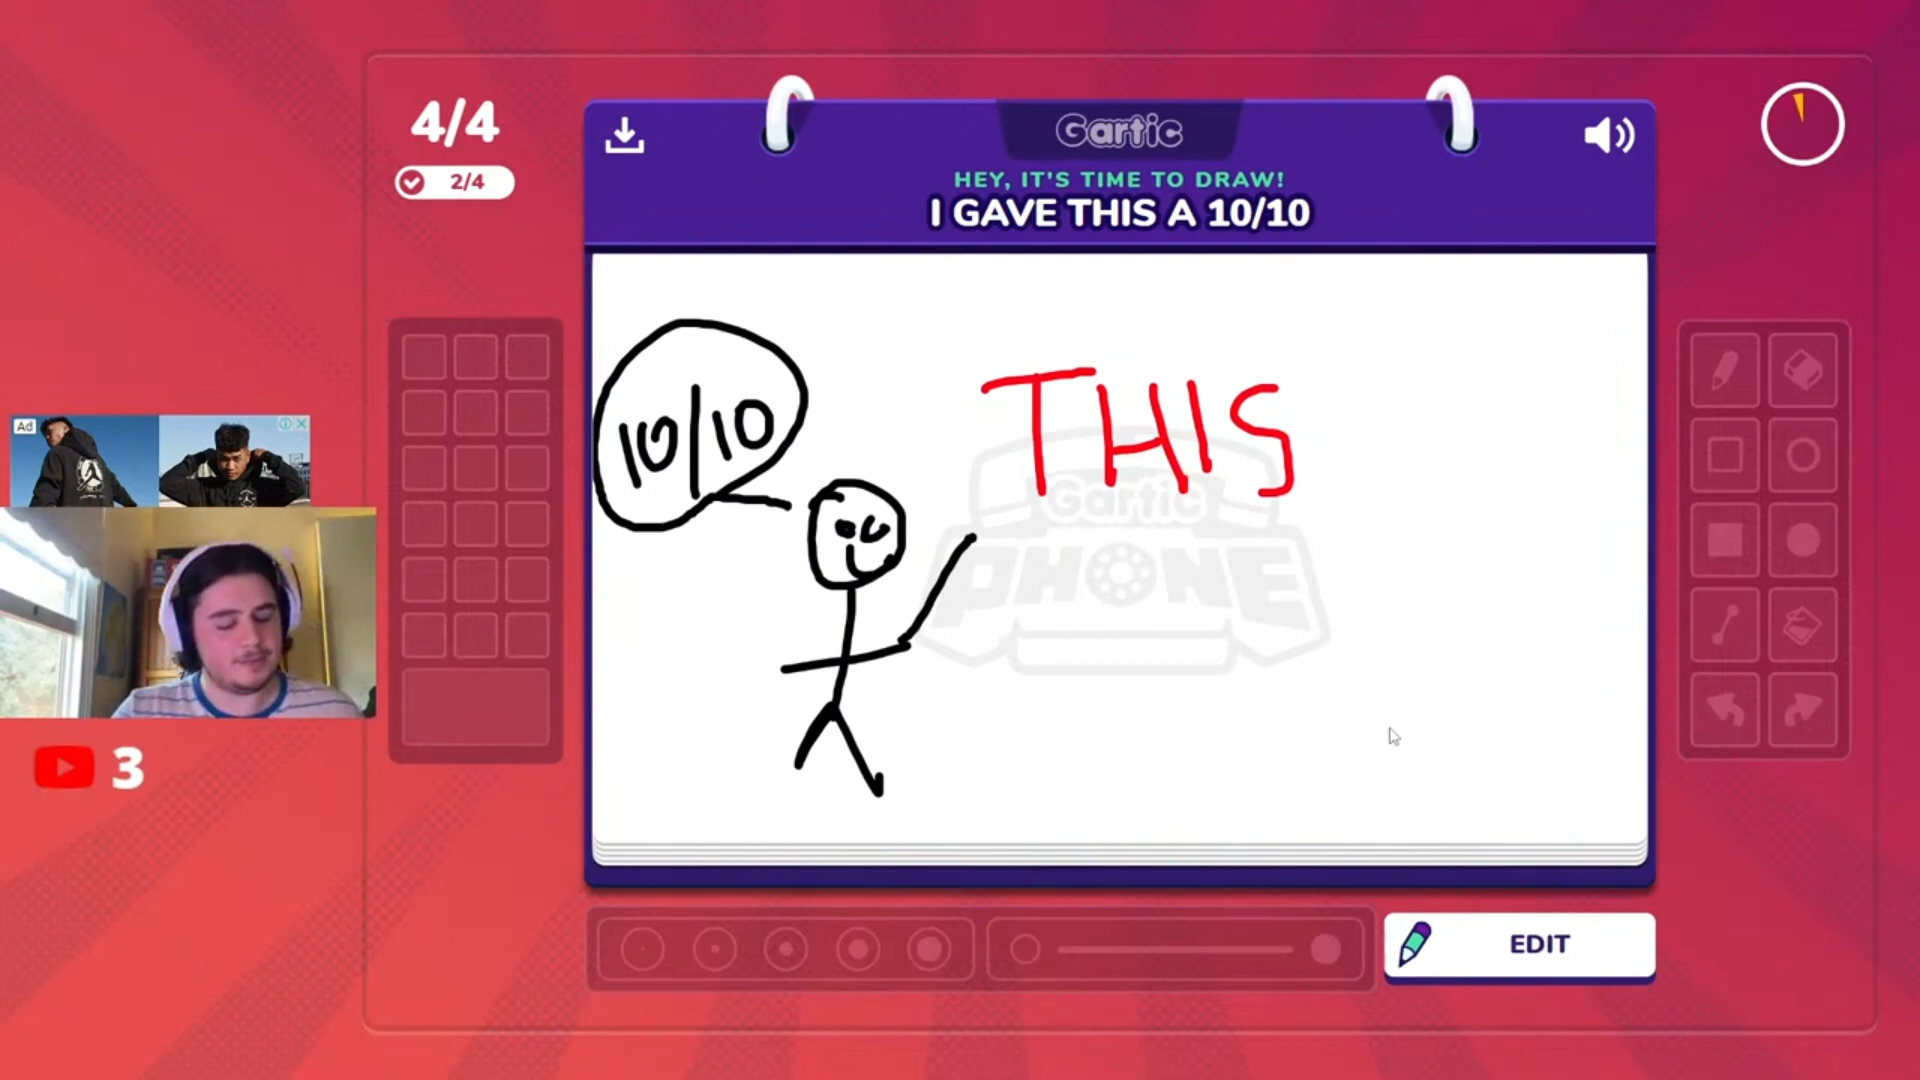 4/4
2/4
Gartic
HEY, IT'S TIME TO DRAW!
I GAVE THIS A 10/10
10/10
THIS
Gartic
PHONE
Ad
3
EDIT